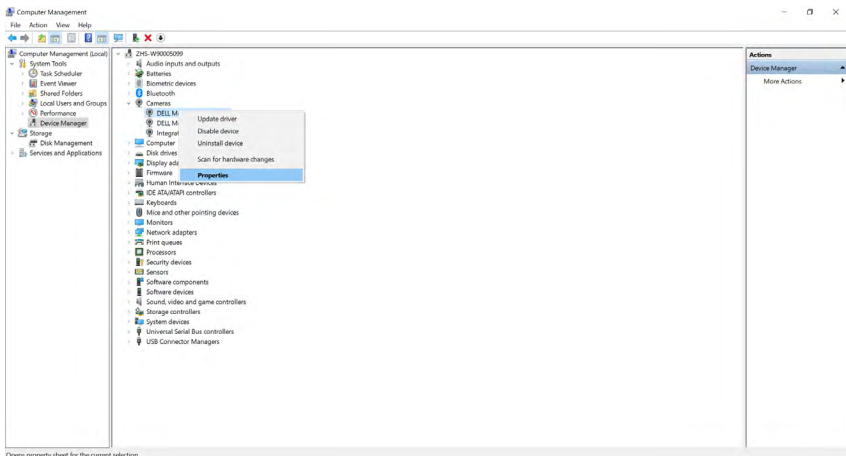 Computer Management
File Action View Help
Computer Management (Local)
System Tools
Task Scheduler
Event Viewer
Shared Folders
Local Users and Groups
Performance
Device Manager
Storage
Disk Management
Services and Applications
ZHS-W90005099
Audio inputs and outputs
Batteries
Biometric devices
Bluetooth
Cameras
DELL M
DELL M
Integrat
Computer
Disk drives
Display ada
Firmware
Human Interface Devices
IDE ATA/ATAPI controllers
Keyboards
Mice and other pointing devices
Monitors
Network adapters
Print queues
Processors
Security devices
Sensors
Software components
Software devices
Sound, video and game controllers
Storage controllers
System devices
Universal Serial Bus controllers
USB Connector Managers
Update driver
Disable device
Uninstall device
Scan for hardware changes
Properties
Actions
Device Manager
More Actions
Opens property sheet for the current selection.